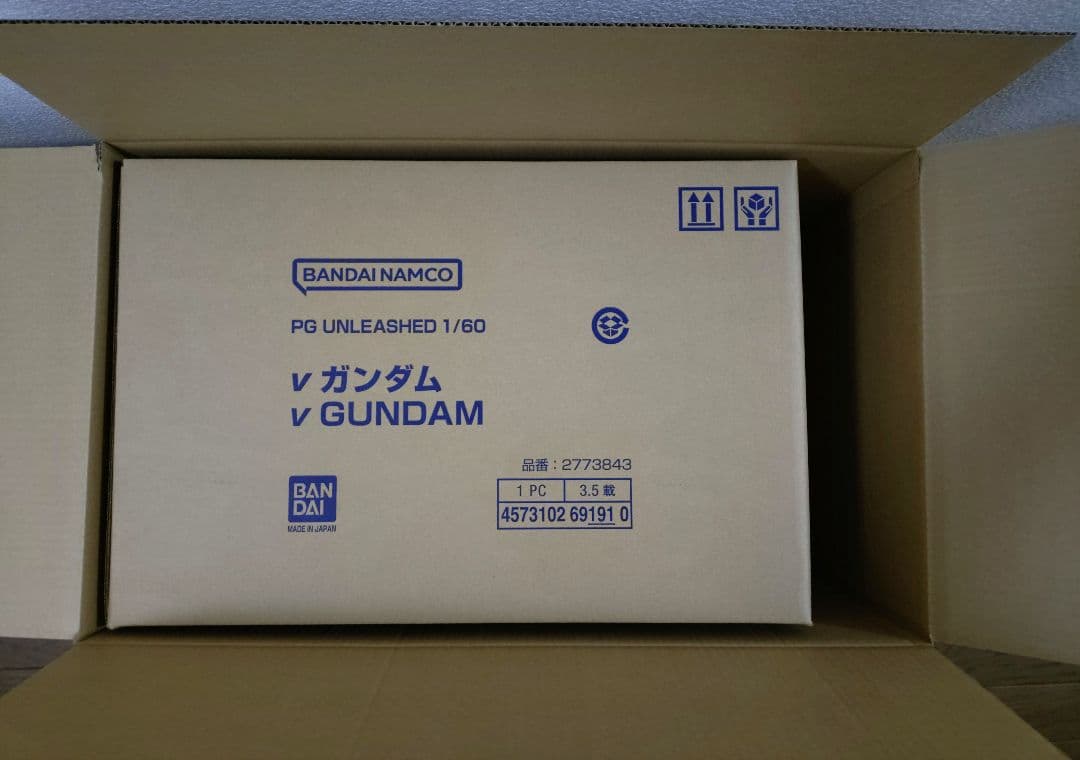 BANDAI NAMCO
PG UNLEASHED 1/60
ν ガンダム
ν GUNDAM
品番：2773843
1 PC 3.5 載
4573102 69191 0
BAN
DAI
MADE IN JAPAN